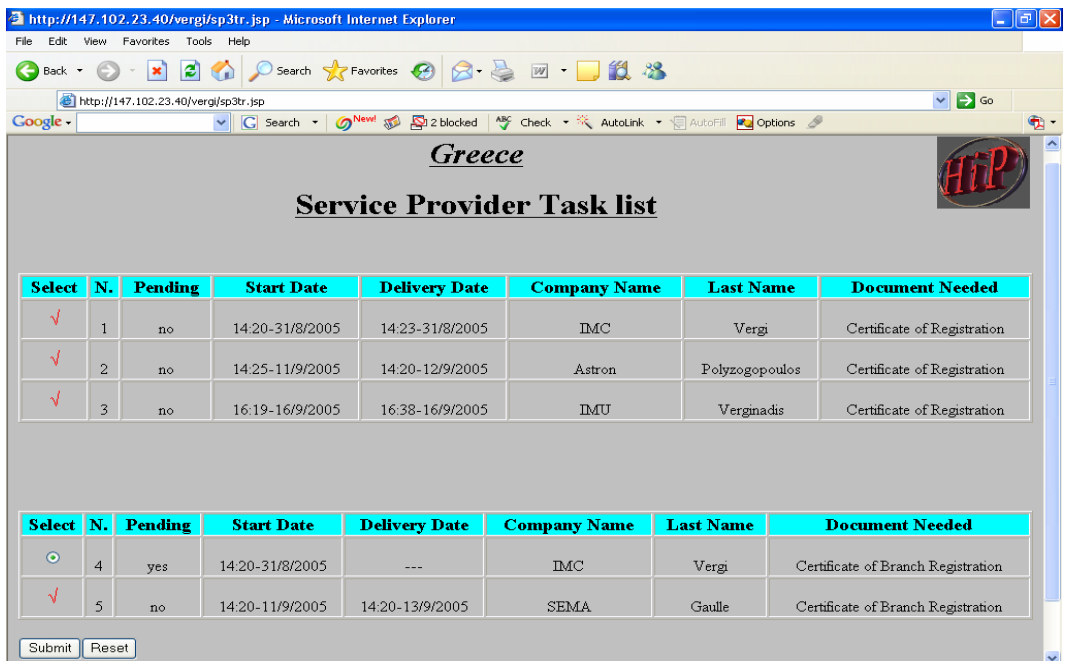 http://147.102.23.40/vergi/sp3tr.jsp - Microsoft Internet Explorer
File Edit View Favorites Tools Help
Back Search Favorites
http://147.102.23.40/vergi/sp3tr.jsp Go
Google Search New! 2 blocked ABC Check AutoLink AutoFill Options
Greece
HiP
Service Provider Task list
Select N. Pending Start Date Delivery Date Company Name Last Name Document Needed
√ 1 no 14:20-31/8/2005 14:23-31/8/2005 IMC Vergi Certificate of Registration
√ 2 no 14:25-11/9/2005 14:20-12/9/2005 Astron Polyzogopoulos Certificate of Registration
√ 3 no 16:19-16/9/2005 16:38-16/9/2005 IMU Verginadis Certificate of Registration
Select N. Pending Start Date Delivery Date Company Name Last Name Document Needed
4 yes 14:20-31/8/2005 --- IMC Vergi Certificate of Branch Registration
√ 5 no 14:20-11/9/2005 14:20-13/9/2005 SEMA Gaulle Certificate of Branch Registration
Submit Reset